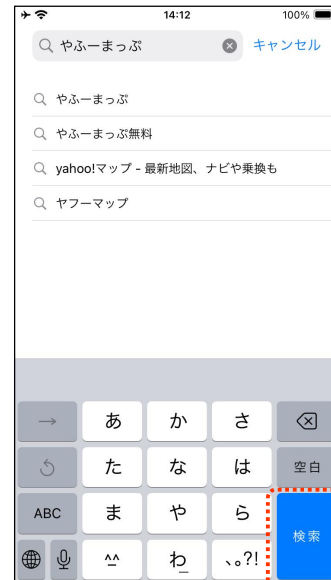 14:12 100%
やふーまっぷ キャンセル
やふーまっぷ
やふーまっぷ無料
yahoo!マップ - 最新地図、ナビや乗換も
ヤフーマップ
→ あ か さ
た な は 空白
ABC ま や ら 検索
^^ わ_ 、。?!